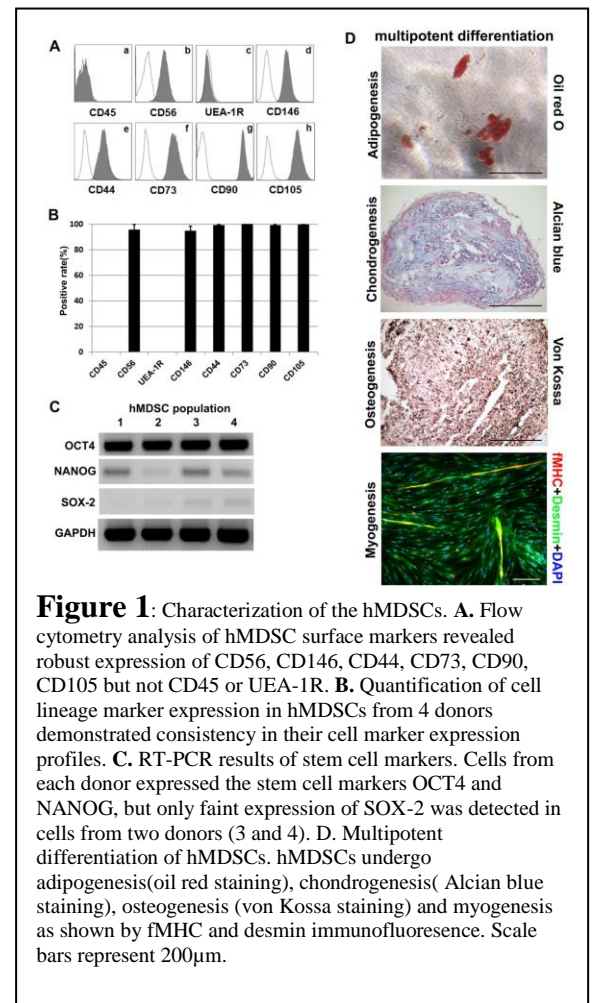 A
a
b
c
d
CD45
CD56
UEA-1R
CD146
e
f
g
h
CD44
CD73
CD90
CD105
B
Positive rate(%)
100
80
60
40
20
0
CD45
CD56
UEA-1R
CD146
CD44
CD73
CD90
CD105
C
hMDSC population
1 2 3 4
OCT4
NANOG
SOX-2
GAPDH
D
multipotent differentiation
Adipogenesis
Oil red O
Chondrogenesis
Alcian blue
Osteogenesis
Von Kossa
Myogenesis
fMHC+Desmin+DAPI
Figure 1: Characterization of the hMDSCs. A. Flow
cytometry analysis of hMDSC surface markers revealed
robust expression of CD56, CD146, CD44, CD73, CD90,
CD105 but not CD45 or UEA-1R. B. Quantification of cell
lineage marker expression in hMDSCs from 4 donors
demonstrated consistency in their cell marker expression
profiles. C. RT-PCR results of stem cell markers. Cells from
each donor expressed the stem cell markers OCT4 and
NANOG, but only faint expression of SOX-2 was detected in
cells from two donors (3 and 4). D. Multipotent
differentiation of hMDSCs. hMDSCs undergo
adipogenesis(oil red staining), chondrogenesis( Alcian blue
staining), osteogenesis (von Kossa staining) and myogenesis
as shown by fMHC and desmin immunofluoresence. Scale
bars represent 200µm.